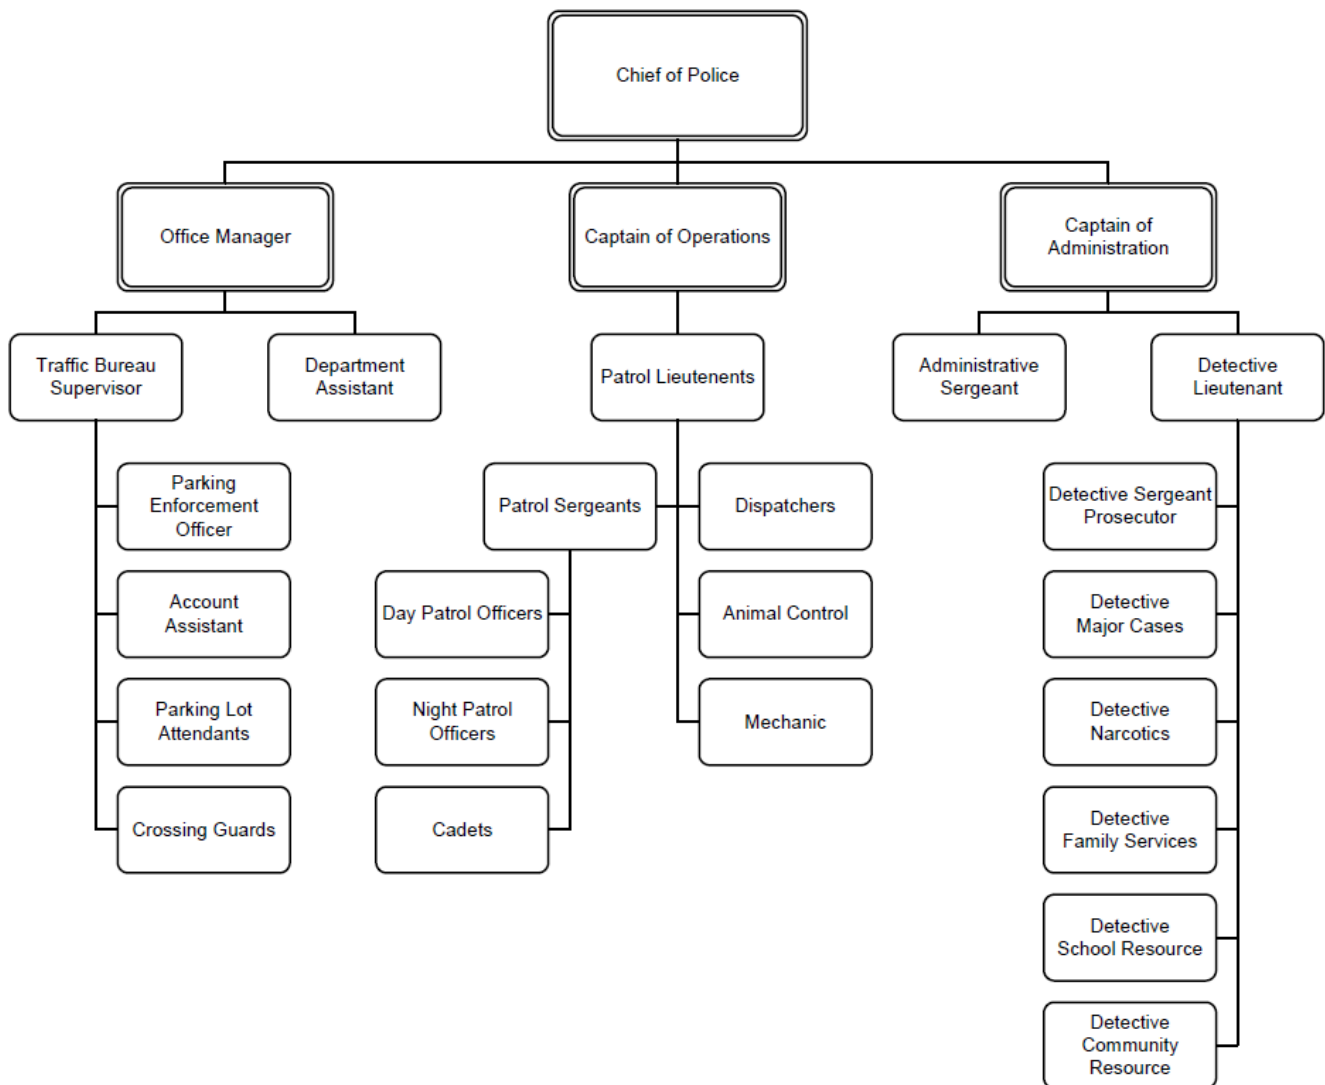 Chief of Police
Office Manager
Captain of Operations
Captain of
Administration
Traffic Bureau
Supervisor
Department
Assistant
Patrol Lieutenents
Administrative
Sergeant
Detective
Lieutenant
Parking
Enforcement
Officer
Patrol Sergeants
Dispatchers
Detective Sergeant
Prosecutor
Account
Assistant
Day Patrol Officers
Animal Control
Detective
Major Cases
Parking Lot
Attendants
Night Patrol
Officers
Mechanic
Detective
Narcotics
Crossing Guards
Cadets
Detective
Family Services
Detective
School Resource
Detective
Community
Resource